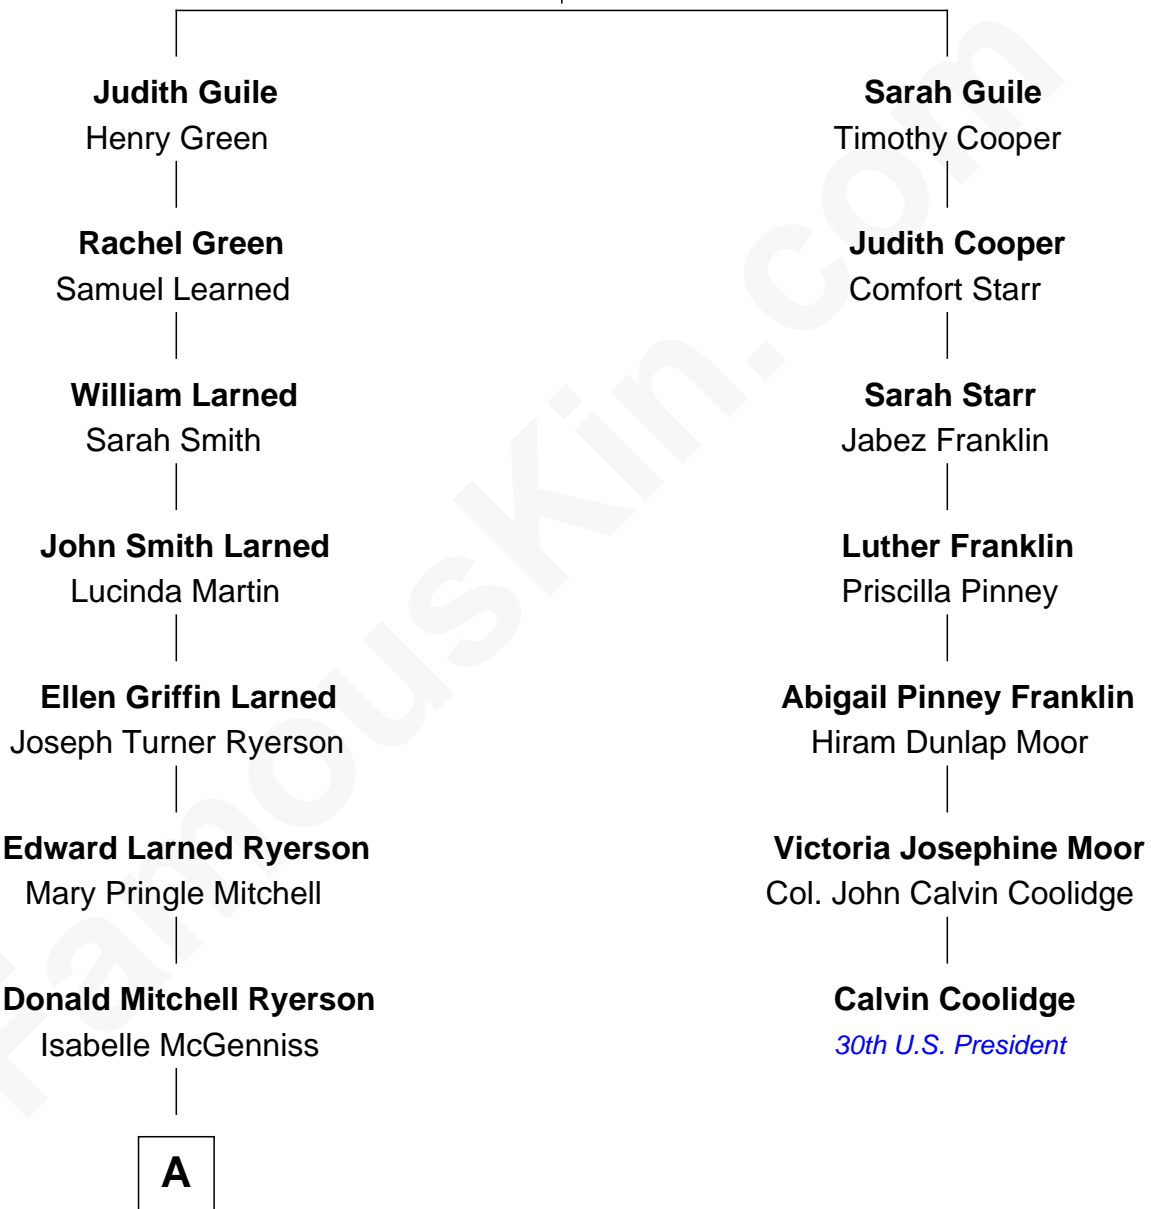 Judith Guile
Henry Green
Sarah Guile
Timothy Cooper
Rachel Green
Samuel Learned
Judith Cooper
Comfort Starr
William Larned
Sarah Smith
Sarah Starr
Jabez Franklin
John Smith Larned
Lucinda Martin
Luther Franklin
Priscilla Pinney
Ellen Griffin Larned
Joseph Turner Ryerson
Abigail Pinney Franklin
Hiram Dunlap Moor
Edward Larned Ryerson
Mary Pringle Mitchell
Victoria Josephine Moor
Col. John Calvin Coolidge
Donald Mitchell Ryerson
Isabelle McGenniss
Calvin Coolidge
30th U.S. President
A
FamousKin.com